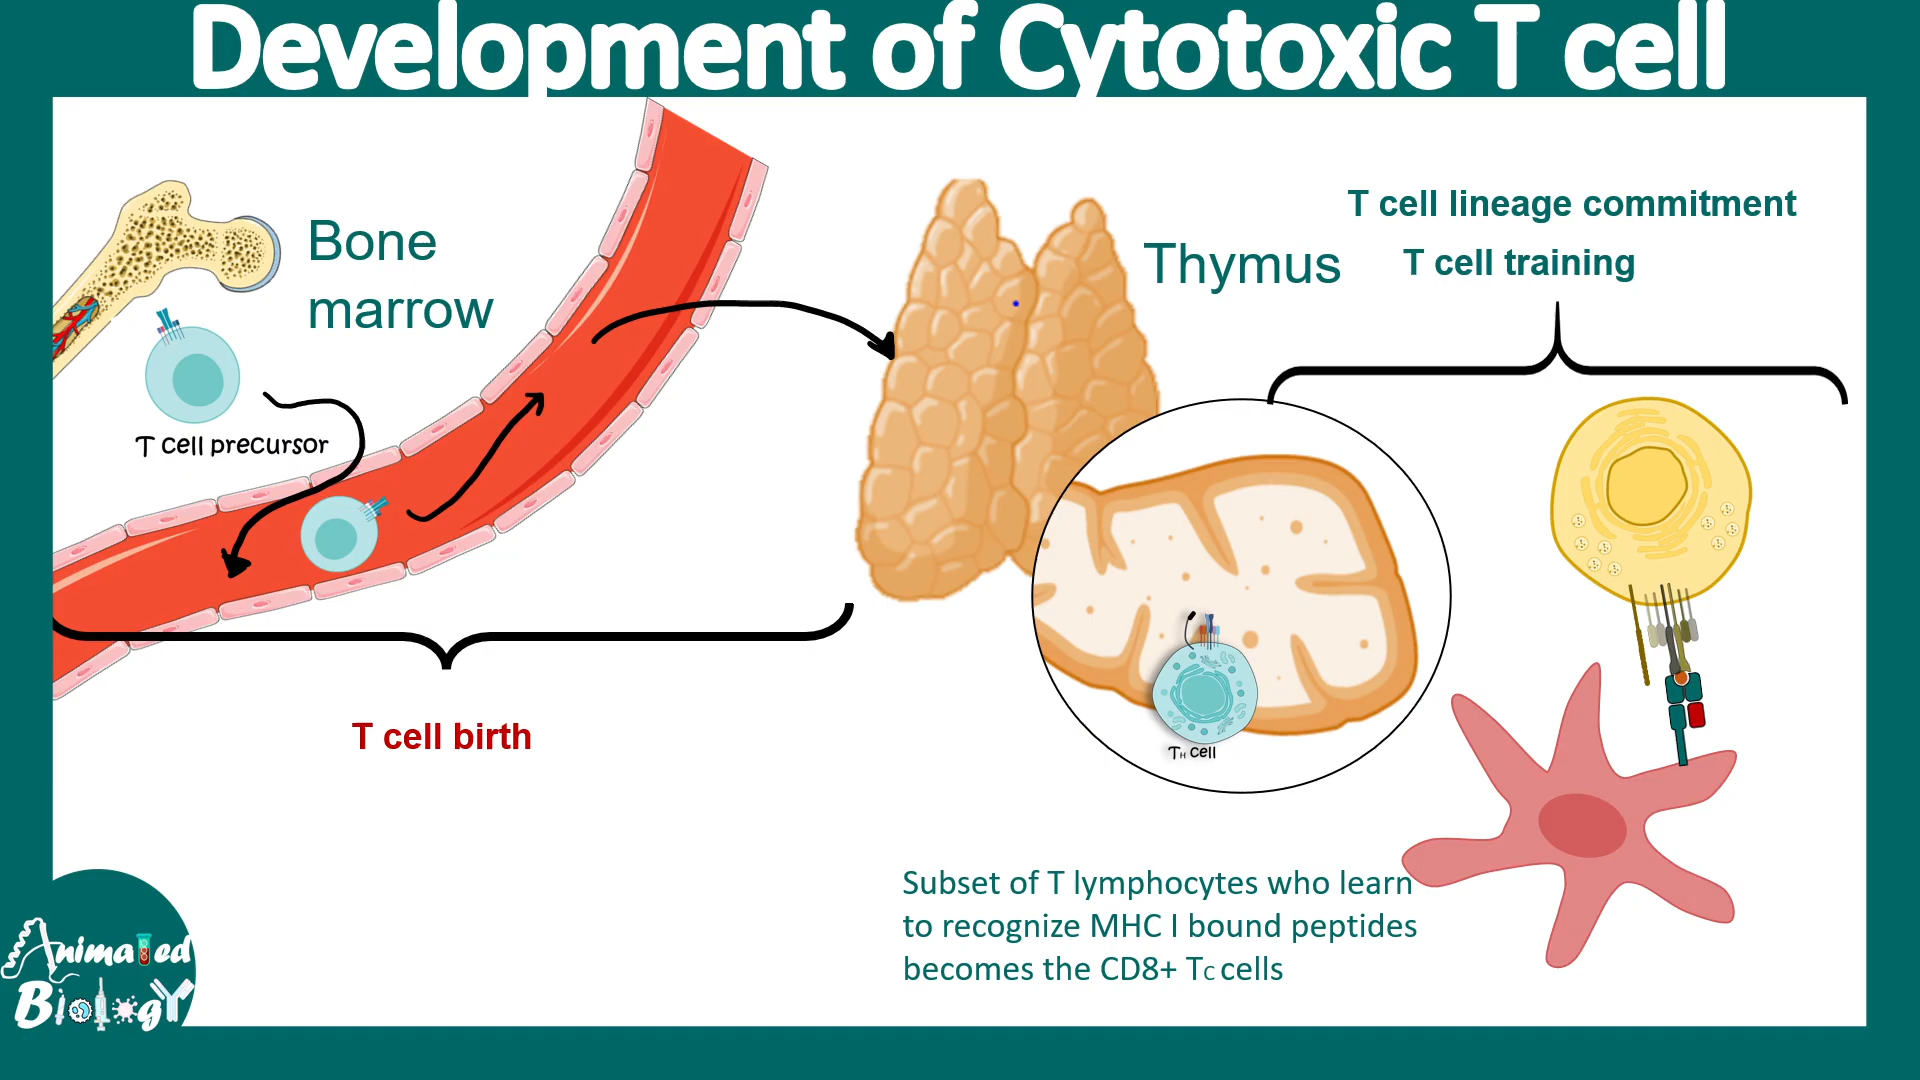 Development of Cytotoxic T cell
Bone
marrow
T cell precursor
T cell birth
Thymus
T cell lineage commitment
T cell training
TH cell
Subset of T lymphocytes who learn
to recognize MHC I bound peptides
becomes the CD8+ TC cells
Animated
Biology